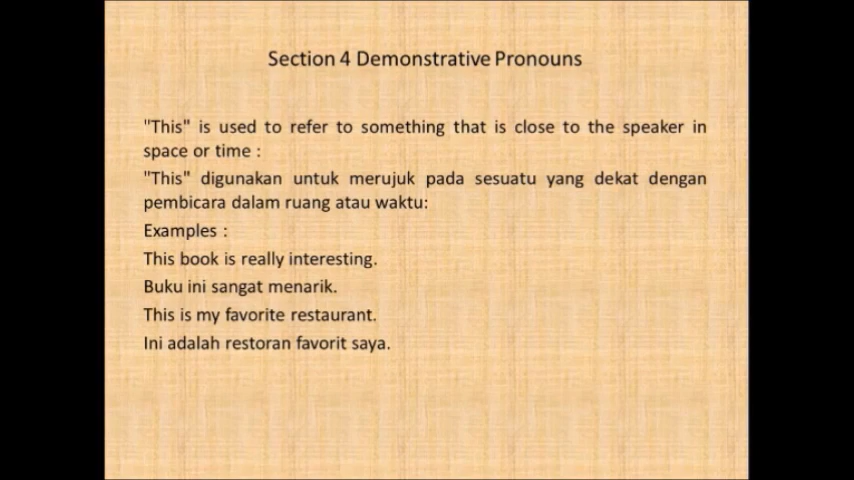 Section 4 Demonstrative Pronouns
"This" is used to refer to something that is close to the speaker in
space or time :
"This" digunakan untuk merujuk pada sesuatu yang dekat dengan
pembicara dalam ruang atau waktu:
Examples :
This book is really interesting.
Buku ini sangat menarik.
This is my favorite restaurant.
Ini adalah restoran favorit saya.